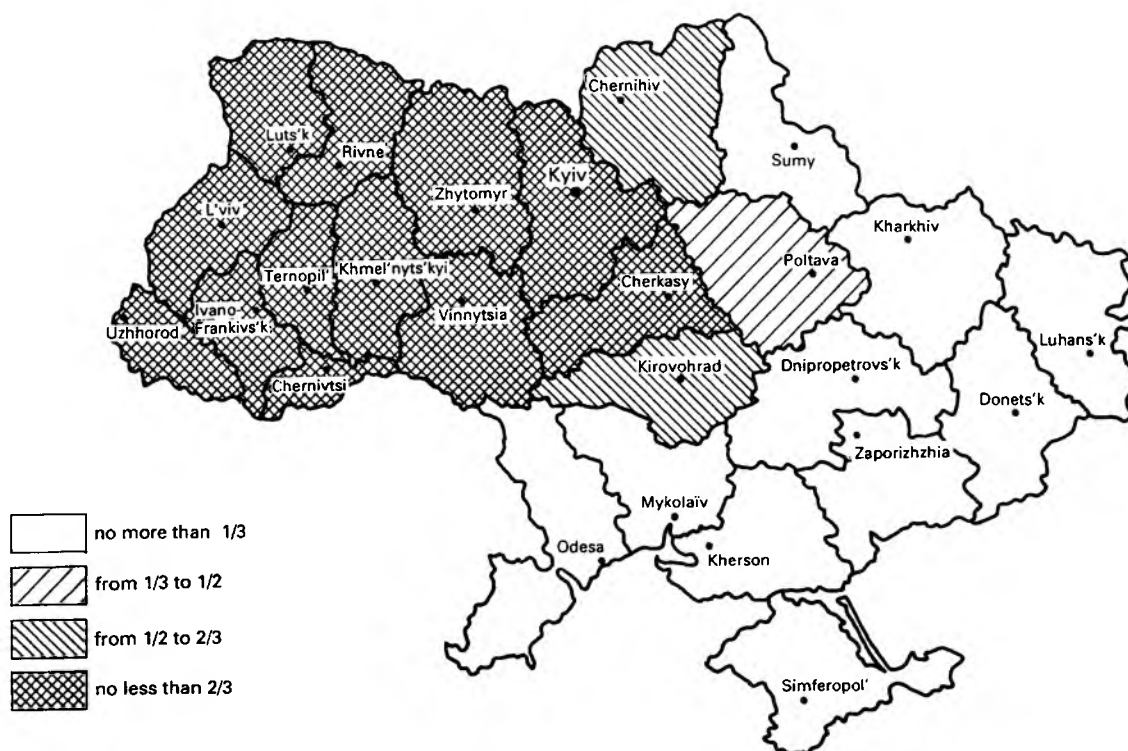 Chernihiv
Luts'k
Rivne
Sumy
Kyiv
Zhytomyr
L'viv
Kharkhiv
Ternopil'
Khmel'nyts'kyi
Poltava
Cherkasy
Ivano
Frankivs'k
Vinnytsia
Uzhhorod
Luhans'k
Chernivtsi
Kirovohrad
Dnipropetrovs'k
Donets'k
Zaporizhzhia
Mykolaïv
Odesa
Kherson
Simferopol'
no more than 1/3
from 1/3 to 1/2
from 1/2 to 2/3
no less than 2/3